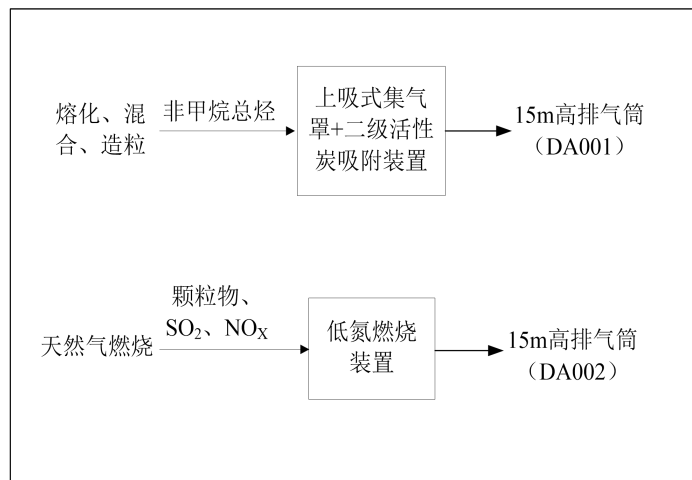 熔化、混
合、造粒
非甲烷总烃
上吸式集气
罩+二级活性
炭吸附装置
15m高排气筒
（DA001）
天然气燃烧
颗粒物、
SO₂、NOX
低氮燃烧
装置
15m高排气筒
（DA002）